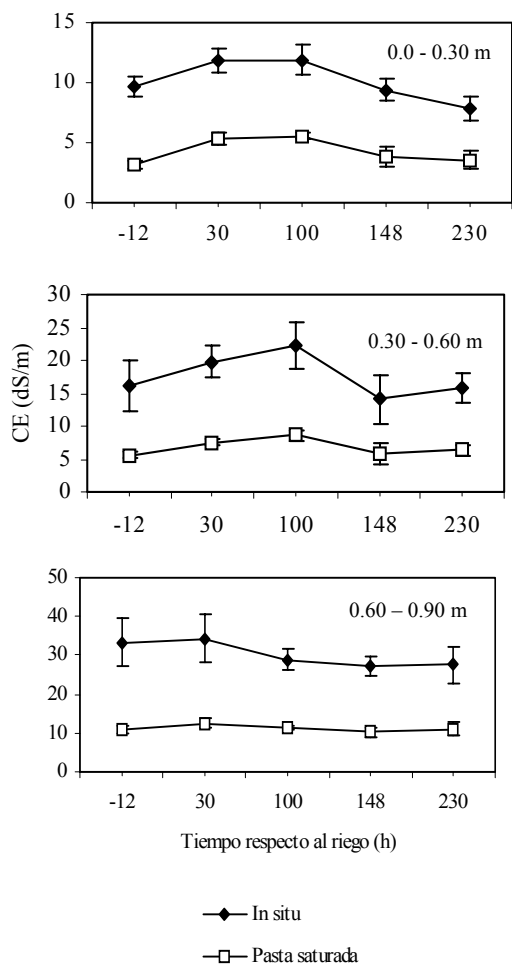 15
0.0 - 0.30 m
10
5
0
-12 30 100 148 230
30
0.30 - 0.60 m
25
20
15
10
5
0
CE (dS/m)
-12 30 100 148 230
50
0.60 – 0.90 m
40
30
20
10
0
-12 30 100 148 230
Tiempo respecto al riego (h)
In situ
Pasta saturada